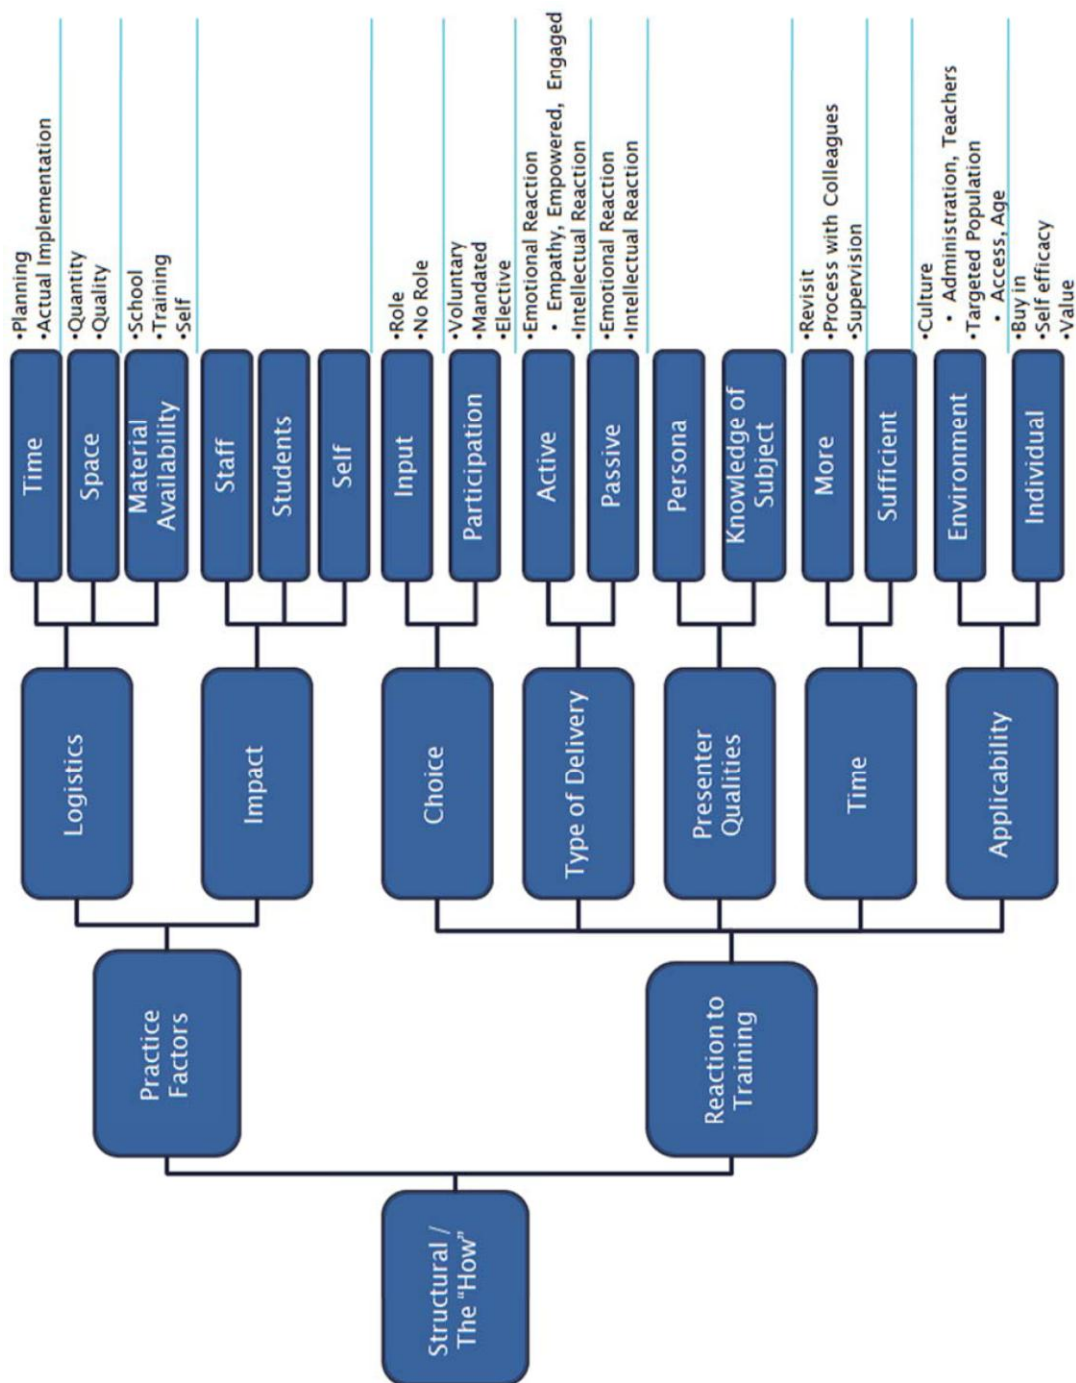 Structural /
The “How”
Practice
Factors
Logistics
Time
•Planning
•Actual Implementation
Space
•Quantity
•Quality
Material
Availability
•School
•Training
•Self
Impact
Staff
Students
Self
Reaction to
Training
Choice
Input
•Role
•No Role
Participation
•Voluntary
•Mandated
•Elective
Type of Delivery
Active
•Emotional Reaction
• Empathy, Empowered, Engaged
•Intellectual Reaction
Passive
•Emotional Reaction
•Intellectual Reaction
Presenter
Qualities
Persona
Knowledge of
Subject
Time
More
•Revisit
•Process with Colleagues
•Supervision
Sufficient
Applicability
Environment
•Culture
• Administration, Teachers
•Targeted Population
• Access, Age
Individual
•Buy in
•Self efficacy
•Value